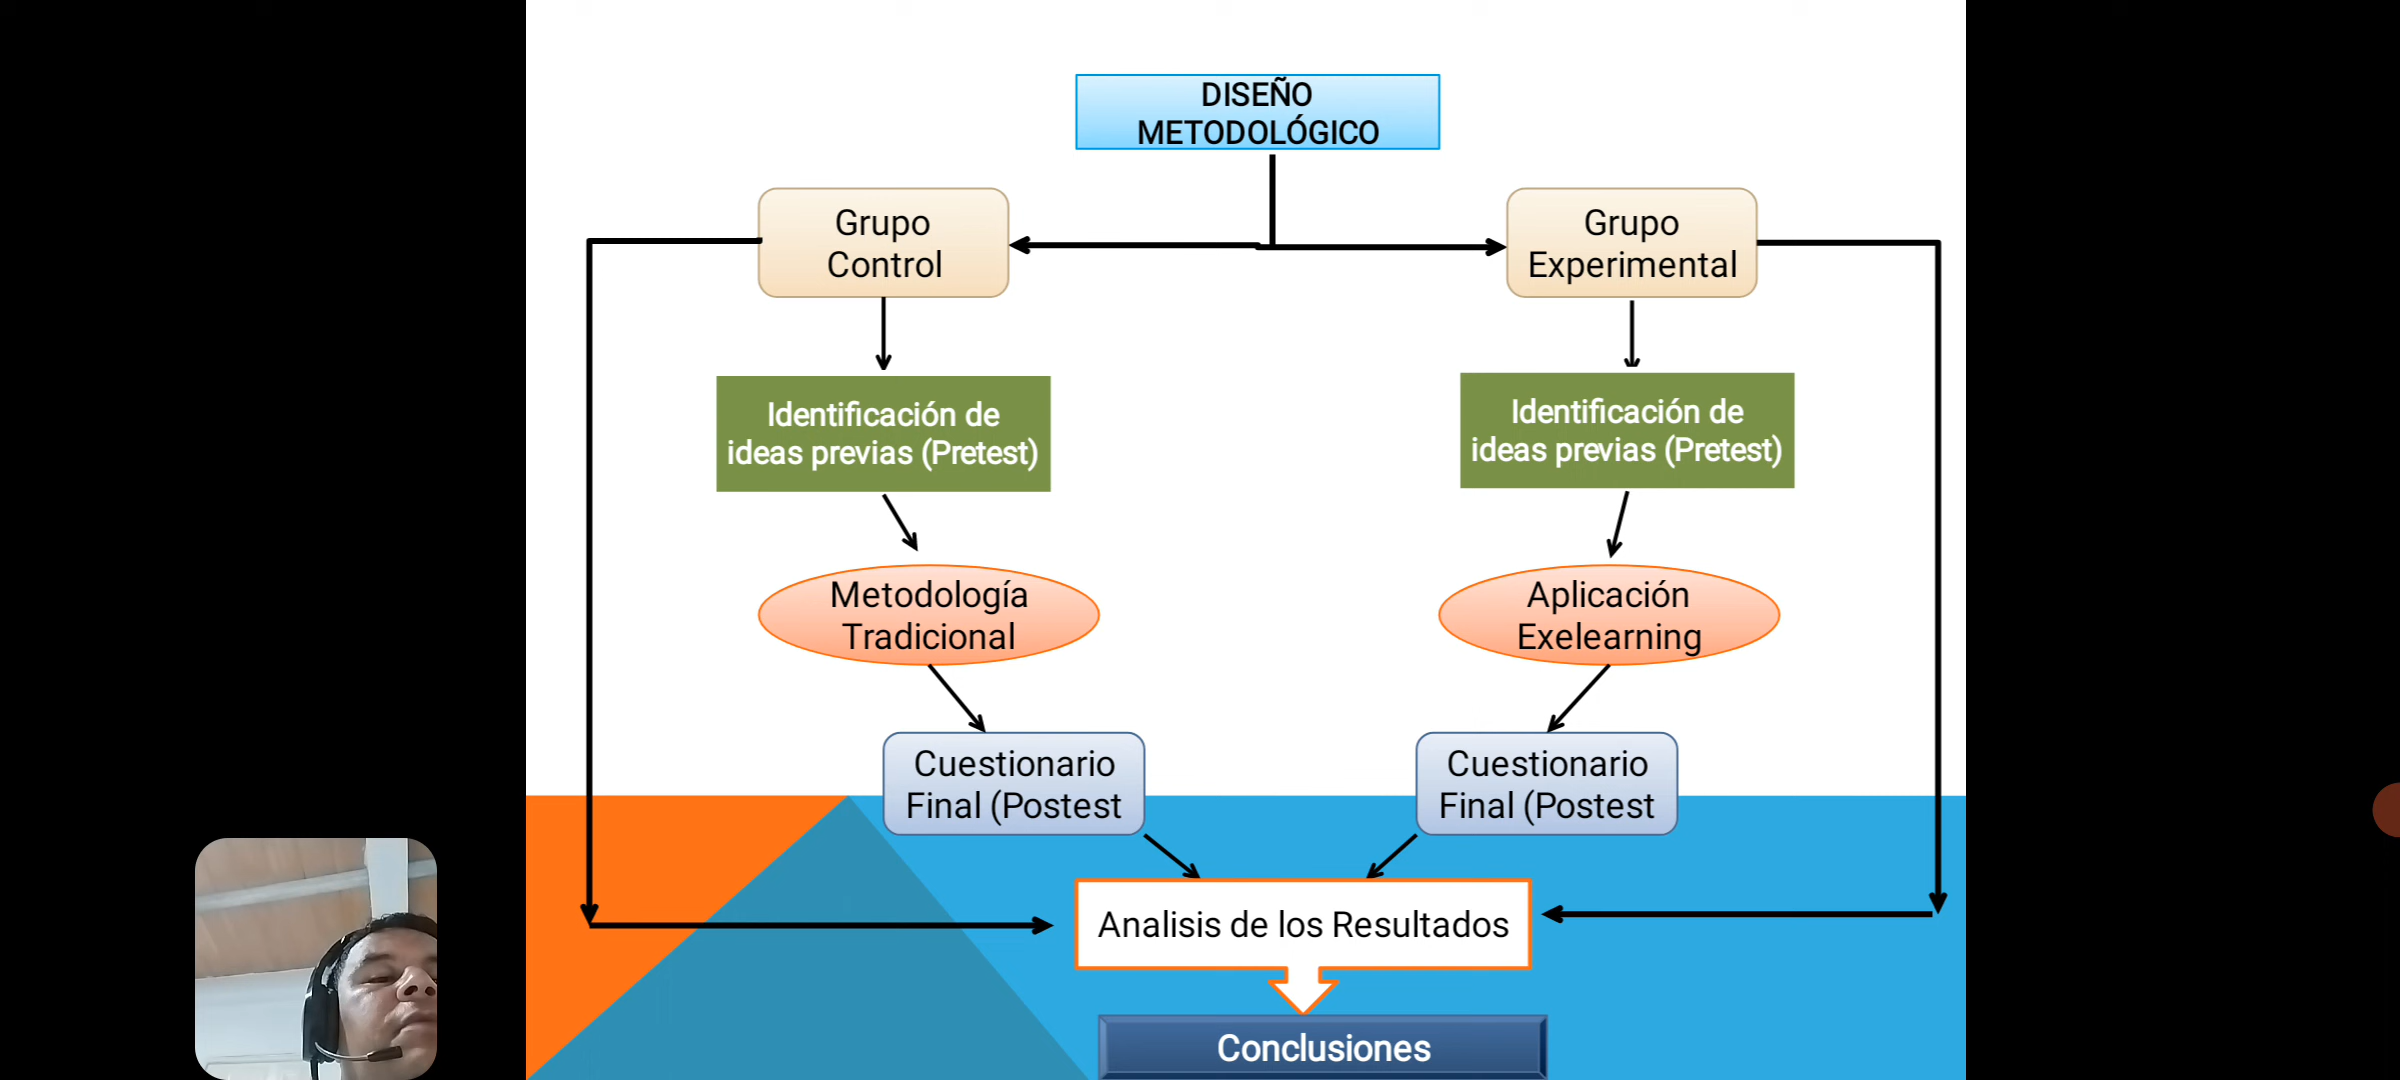 DISEÑO
METODOLÓGICO
Grupo
Control
Grupo
Experimental
Identificación de
ideas previas (Pretest)
Identificación de
ideas previas (Pretest)
Metodología
Tradicional
Aplicación
Exelearning
Cuestionario
Final (Postest
Cuestionario
Final (Postest
Analisis de los Resultados
Conclusiones